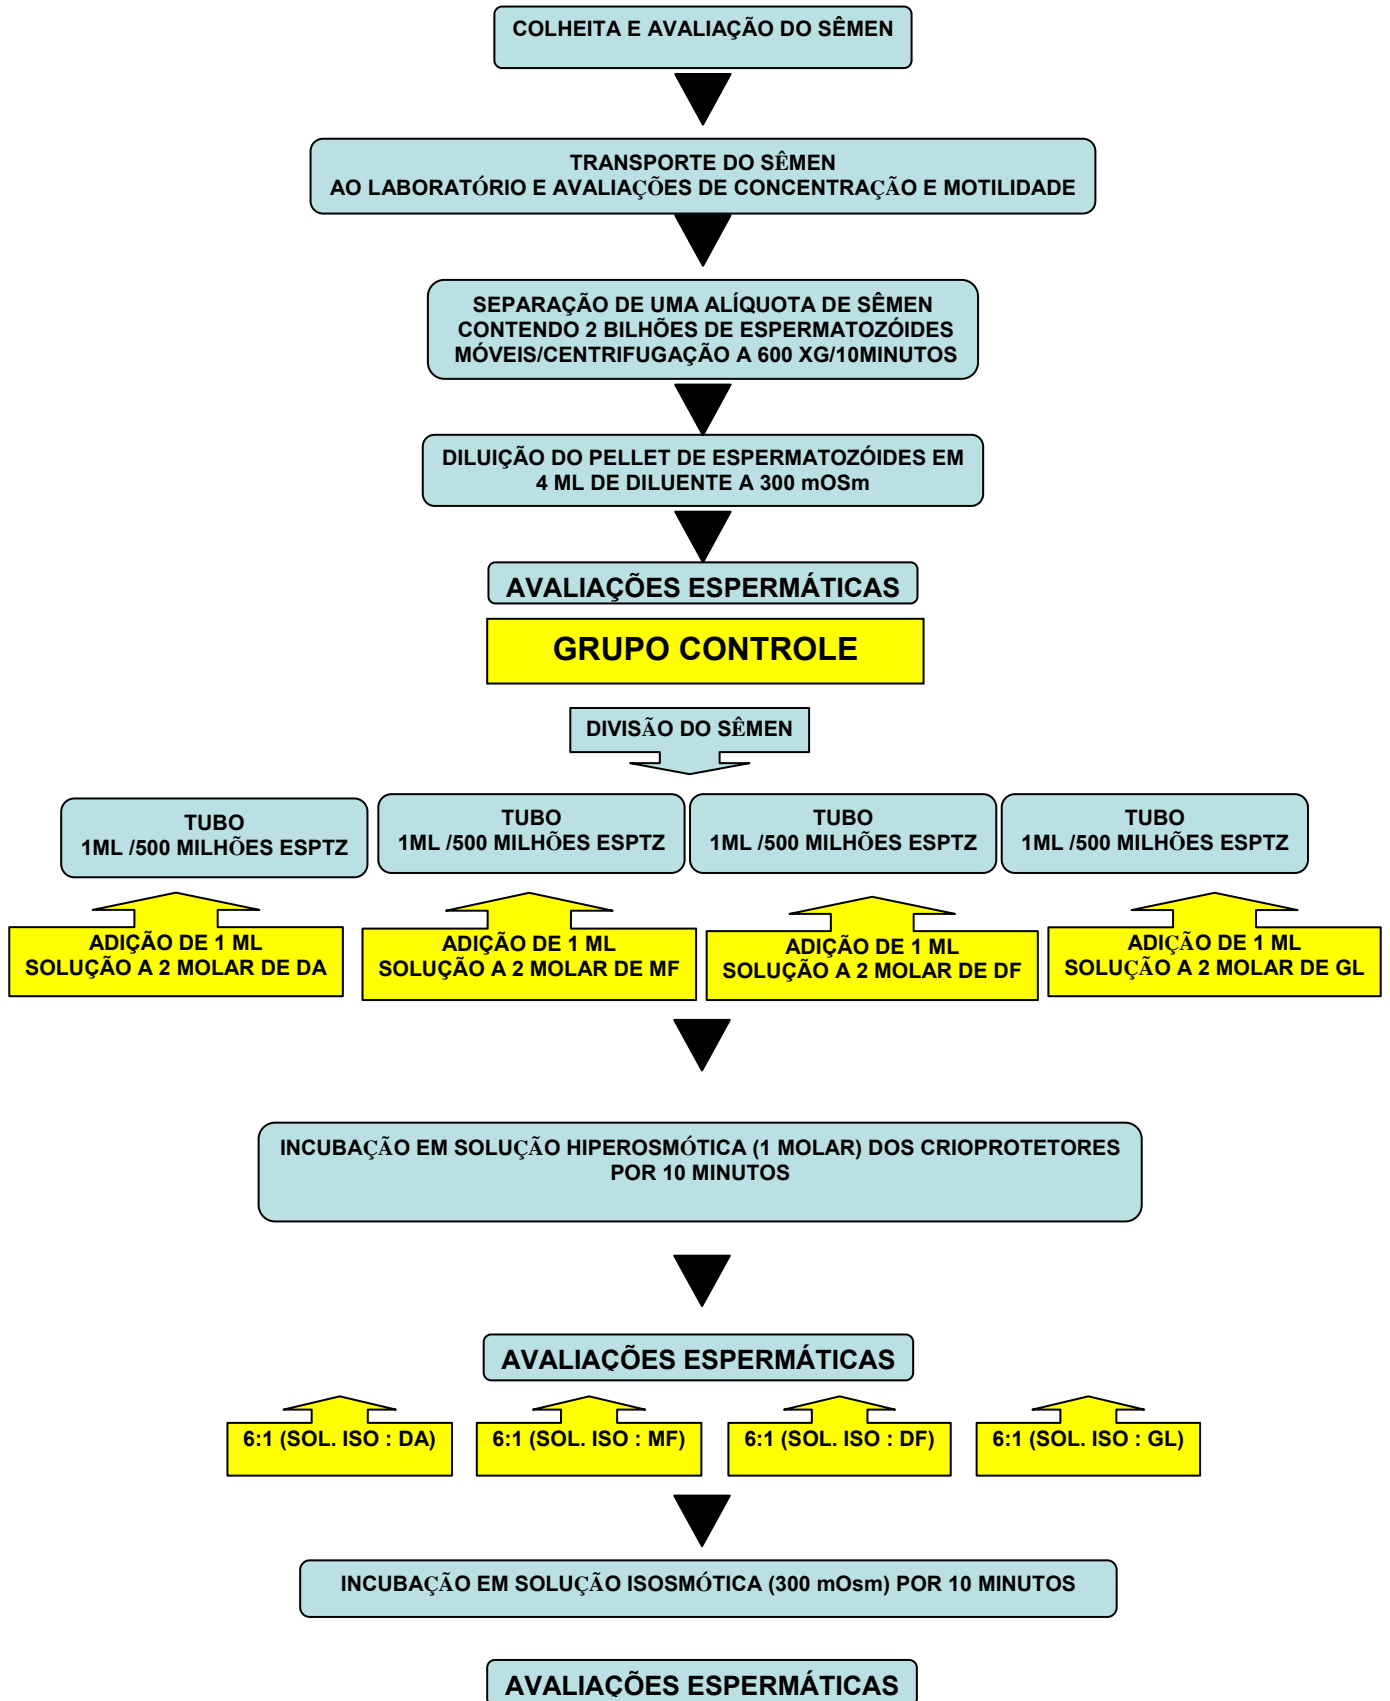 COLHEITA E AVALIAÇÃO DO SÊMEN
TRANSPORTE DO SÊMEN
AO LABORATÓRIO E AVALIAÇÕES DE CONCENTRAÇÃO E MOTILIDADE
SEPARAÇÃO DE UMA ALÍQUOTA DE SÊMEN
CONTENDO 2 BILHÕES DE ESPERMATOZÓIDES
MÓVEIS/CENTRIFUGAÇÃO A 600 XG/10MINUTOS
DILUIÇÃO DO PELLET DE ESPERMATOZÓIDES EM
4 ML DE DILUENTE A 300 mOSm
AVALIAÇÕES ESPERMÁTICAS
GRUPO CONTROLE
DIVISÃO DO SÊMEN
TUBO
1ML /500 MILHÕES ESPTZ
TUBO
1ML /500 MILHÕES ESPTZ
TUBO
1ML /500 MILHÕES ESPTZ
TUBO
1ML /500 MILHÕES ESPTZ
ADIÇÃO DE 1 ML
SOLUÇÃO A 2 MOLAR DE DA
ADIÇÃO DE 1 ML
SOLUÇÃO A 2 MOLAR DE MF
ADIÇÃO DE 1 ML
SOLUÇÃO A 2 MOLAR DE DF
ADIÇÃO DE 1 ML
SOLUÇÃO A 2 MOLAR DE GL
INCUBAÇÃO EM SOLUÇÃO HIPEROSMÓTICA (1 MOLAR) DOS CRIOPROTETORES
POR 10 MINUTOS
AVALIAÇÕES ESPERMÁTICAS
6:1 (SOL. ISO : DA)
6:1 (SOL. ISO : MF)
6:1 (SOL. ISO : DF)
6:1 (SOL. ISO : GL)
INCUBAÇÃO EM SOLUÇÃO ISOSMÓTICA (300 mOsm) POR 10 MINUTOS
AVALIAÇÕES ESPERMÁTICAS